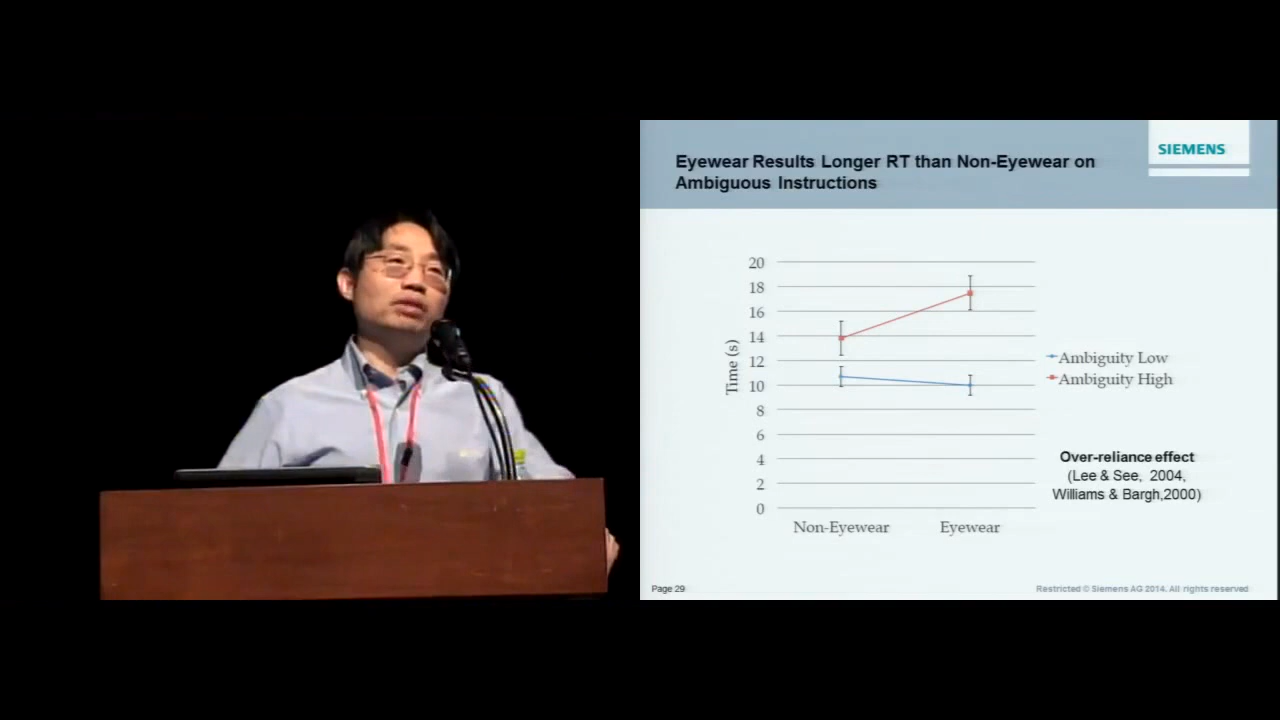 Eyewear Results Longer RT than Non-Eyewear on
Ambiguous Instructions
SIEMENS
20
18
16
14
12
10
8
6
4
2
0
Time (s)
Non-Eyewear
Eyewear
Ambiguity Low
Ambiguity High
Over-reliance effect
(Lee & See, 2004,
Williams & Bargh,2000)
Page 29
Restricted © Siemens AG 2014. All rights reserved